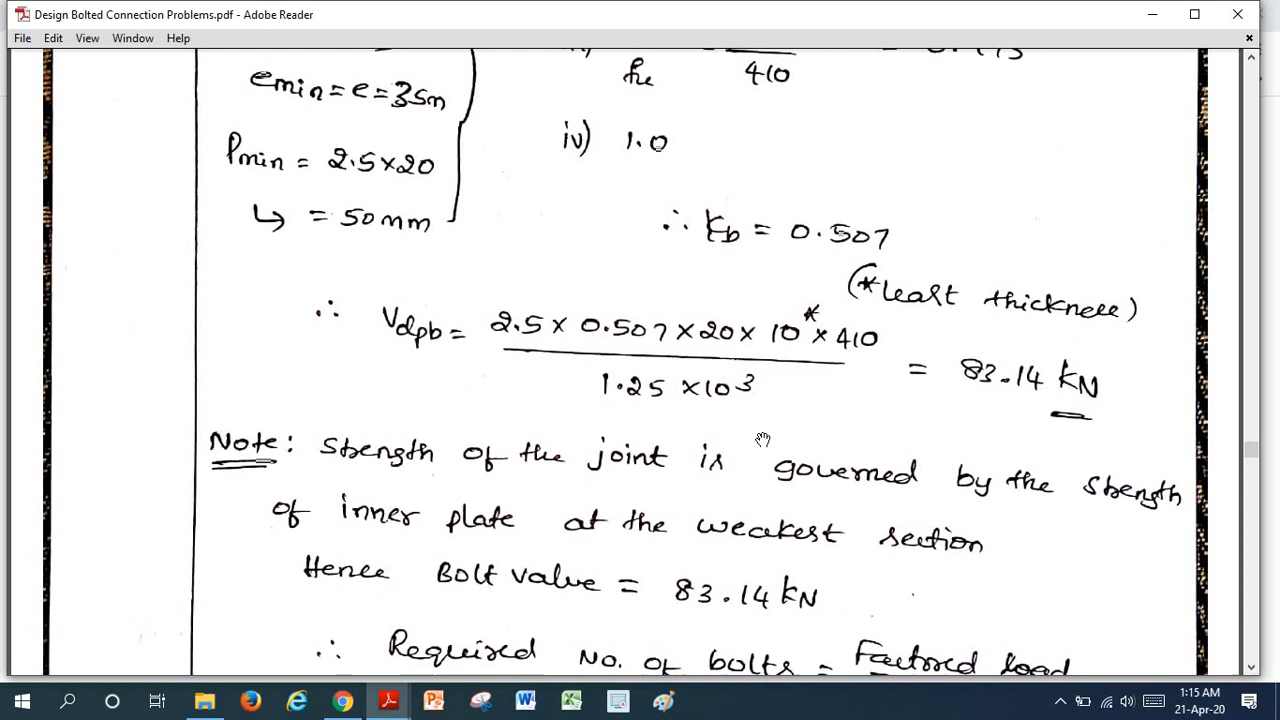 Design Bolted Connection Problems.pdf - Adobe Reader
File Edit View Window Help
410
fu
emin = e = 35m
iv) 1.0
Pmin = 2.5×20
↳ = 50mm
∴ Kb = 0.507
(*least thickness)
∴ Vdpb = 2.5 × 0.507 × 20 × 10* × 410
1.25 × 10³
= 83.14 kN
Note: Strength of the joint is governed by the strength
of inner plate at the weakest section
Hence Bolt value = 83.14 kN
∴ Required No. of bolts = Factored load
1:15 AM
21-Apr-20